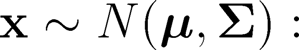 𝐱 ∼ N(𝝁, 𝚺) :